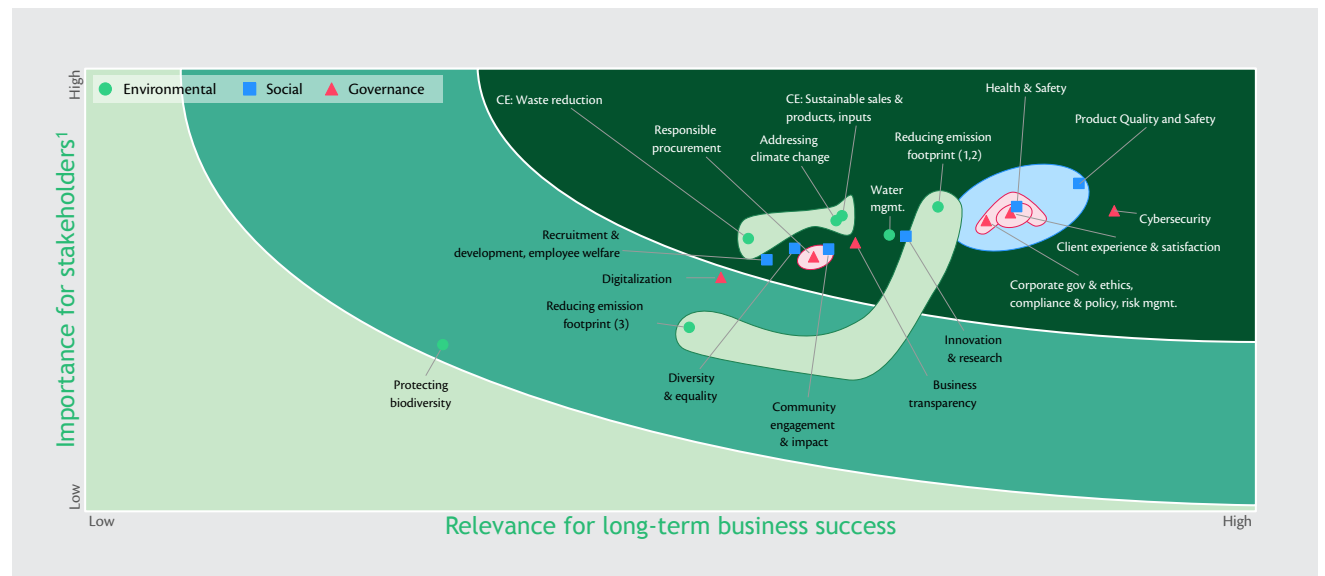 High
Importance for stakeholders1
Low
Environmental
Social
Governance
CE: Waste reduction
Responsible
procurement
CE: Sustainable sales &
products, inputs
Addressing
climate change
Health & Safety
Product Quality and Safety
Reducing emission
footprint (1,2)
Water
mgmt.
Cybersecurity
Client experience & satisfaction
Corporate gov & ethics,
compliance & policy, risk mgmt.
Recruitment &
development, employee welfare
Digitalization
Reducing emission
footprint (3)
Protecting
biodiversity
Diversity
& equality
Community
engagement
& impact
Business
transparency
Innovation
& research
Low
Relevance for long-term business success
High